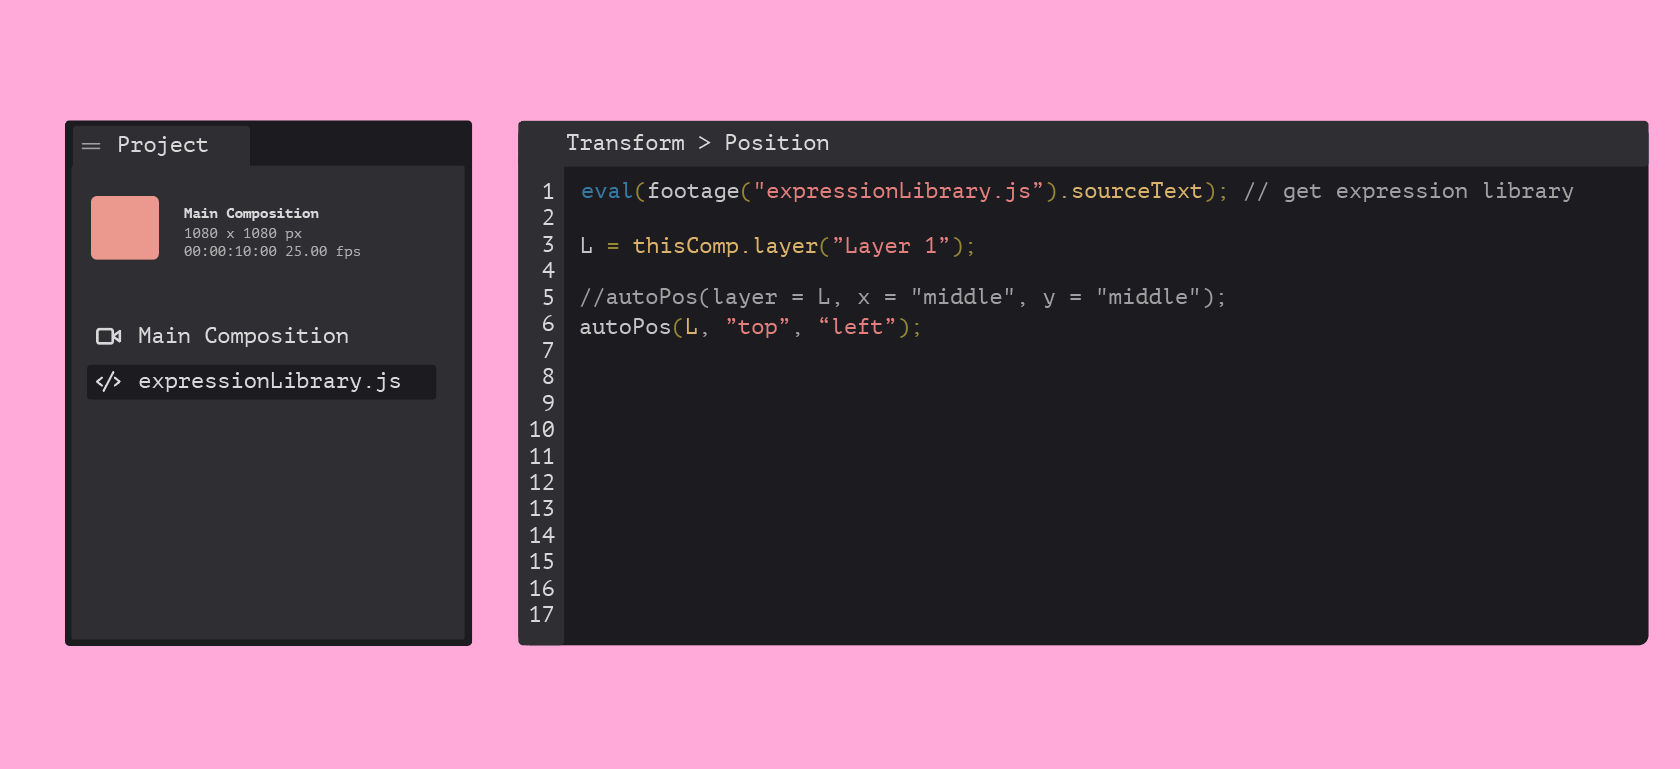 Project
Main Composition
1080 x 1080 px
00:00:10:00 25.00 fps
Main Composition
</> expressionLibrary.js
Transform > Position
1 eval(footage("expressionLibrary.js”).sourceText); // get expression library
2
3 L = thisComp.layer(”Layer 1”);
4
5 //autoPos(layer = L, x = "middle", y = "middle");
6 autoPos(L, ”top”, “left”);
7
8
9
10
11
12
13
14
15
16
17